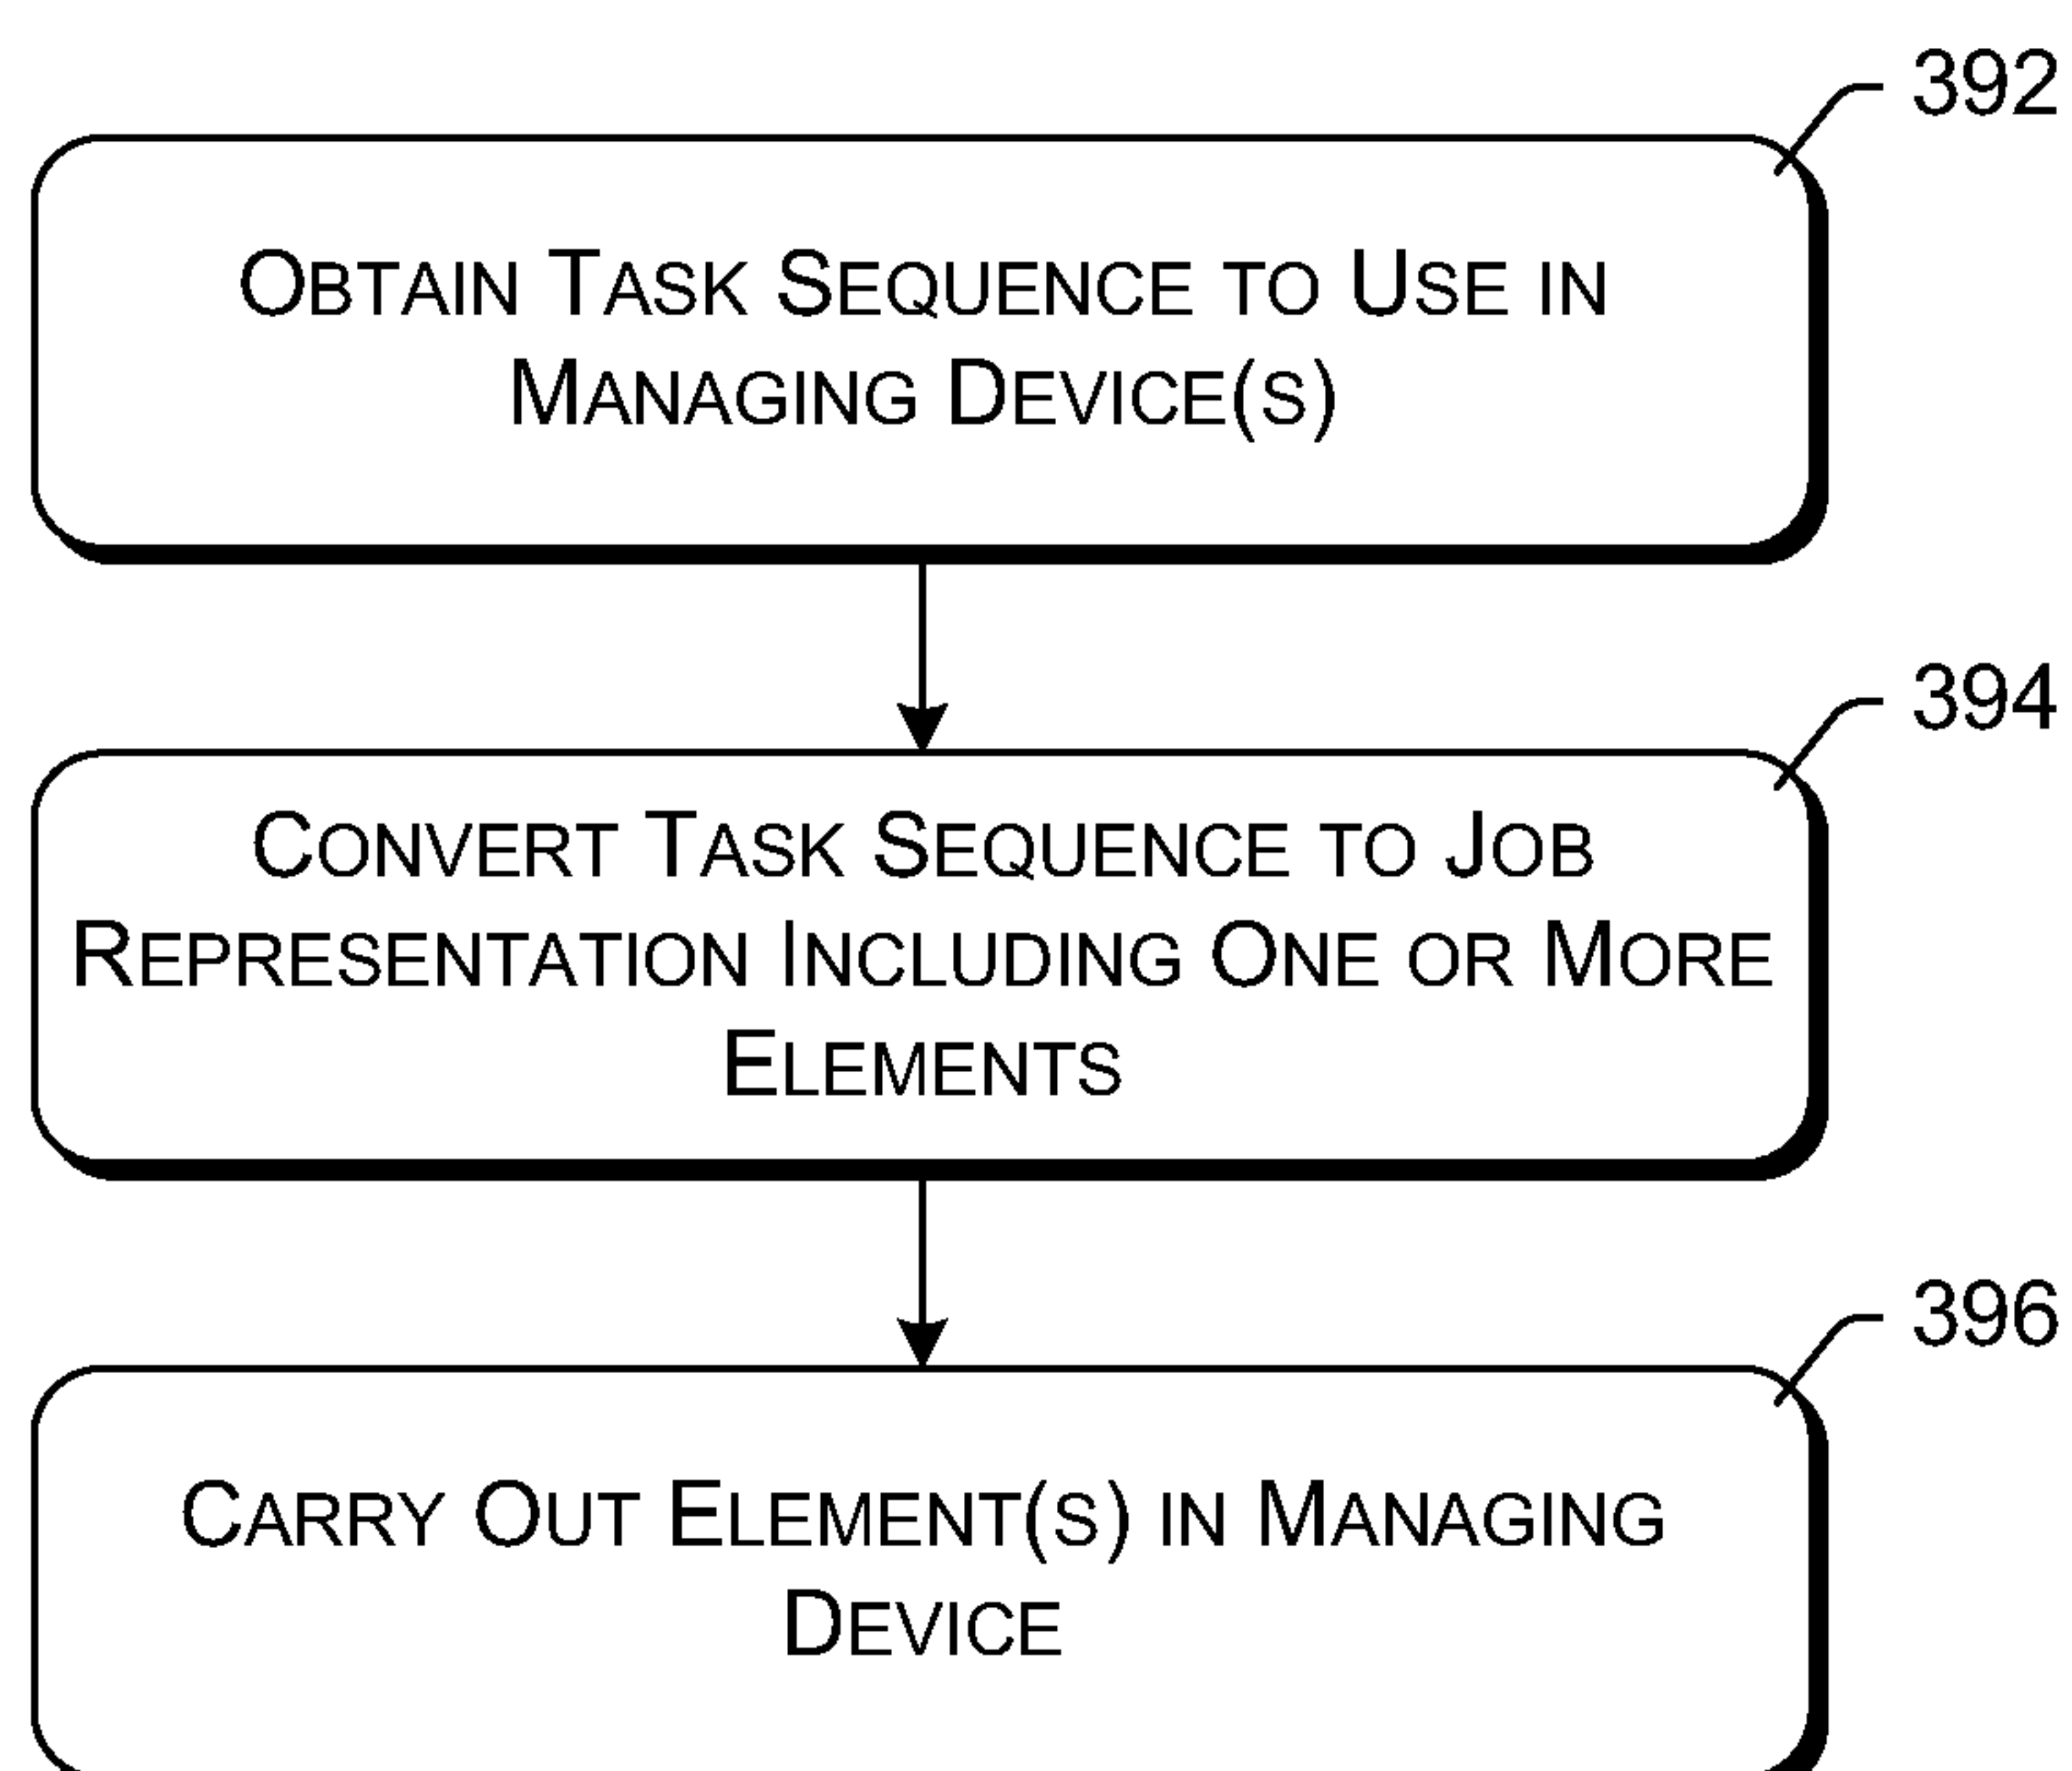 392
Obtain Task Sequence to Use in
Managing Device(s)
394
Convert Task Sequence to Job
Representation Including One or More
Elements
396
Carry Out Element(s) in Managing
Device